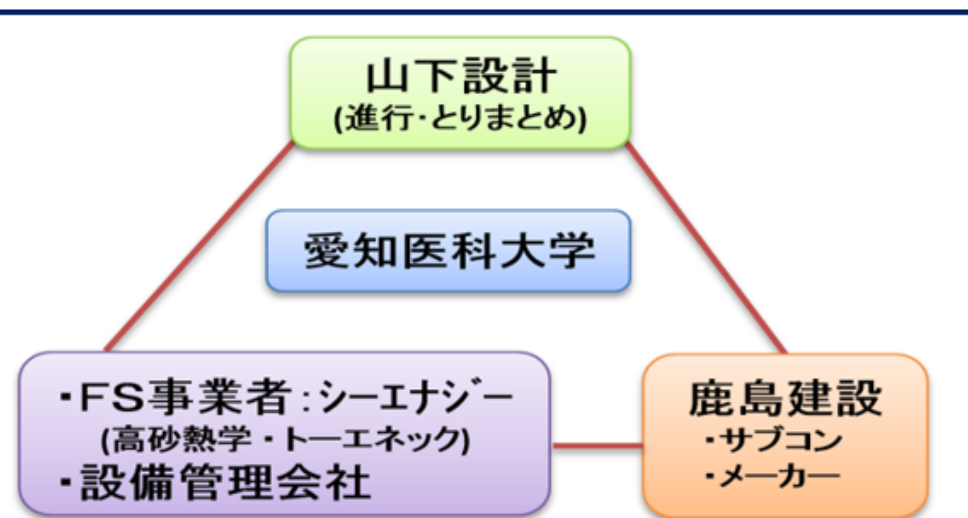 山下設計
(進行・とりまとめ)
愛知医科大学
・FS事業者:シーエナジー
(高砂熱学・トーエネック)
・設備管理会社
鹿島建設
・サブコン
・メーカー